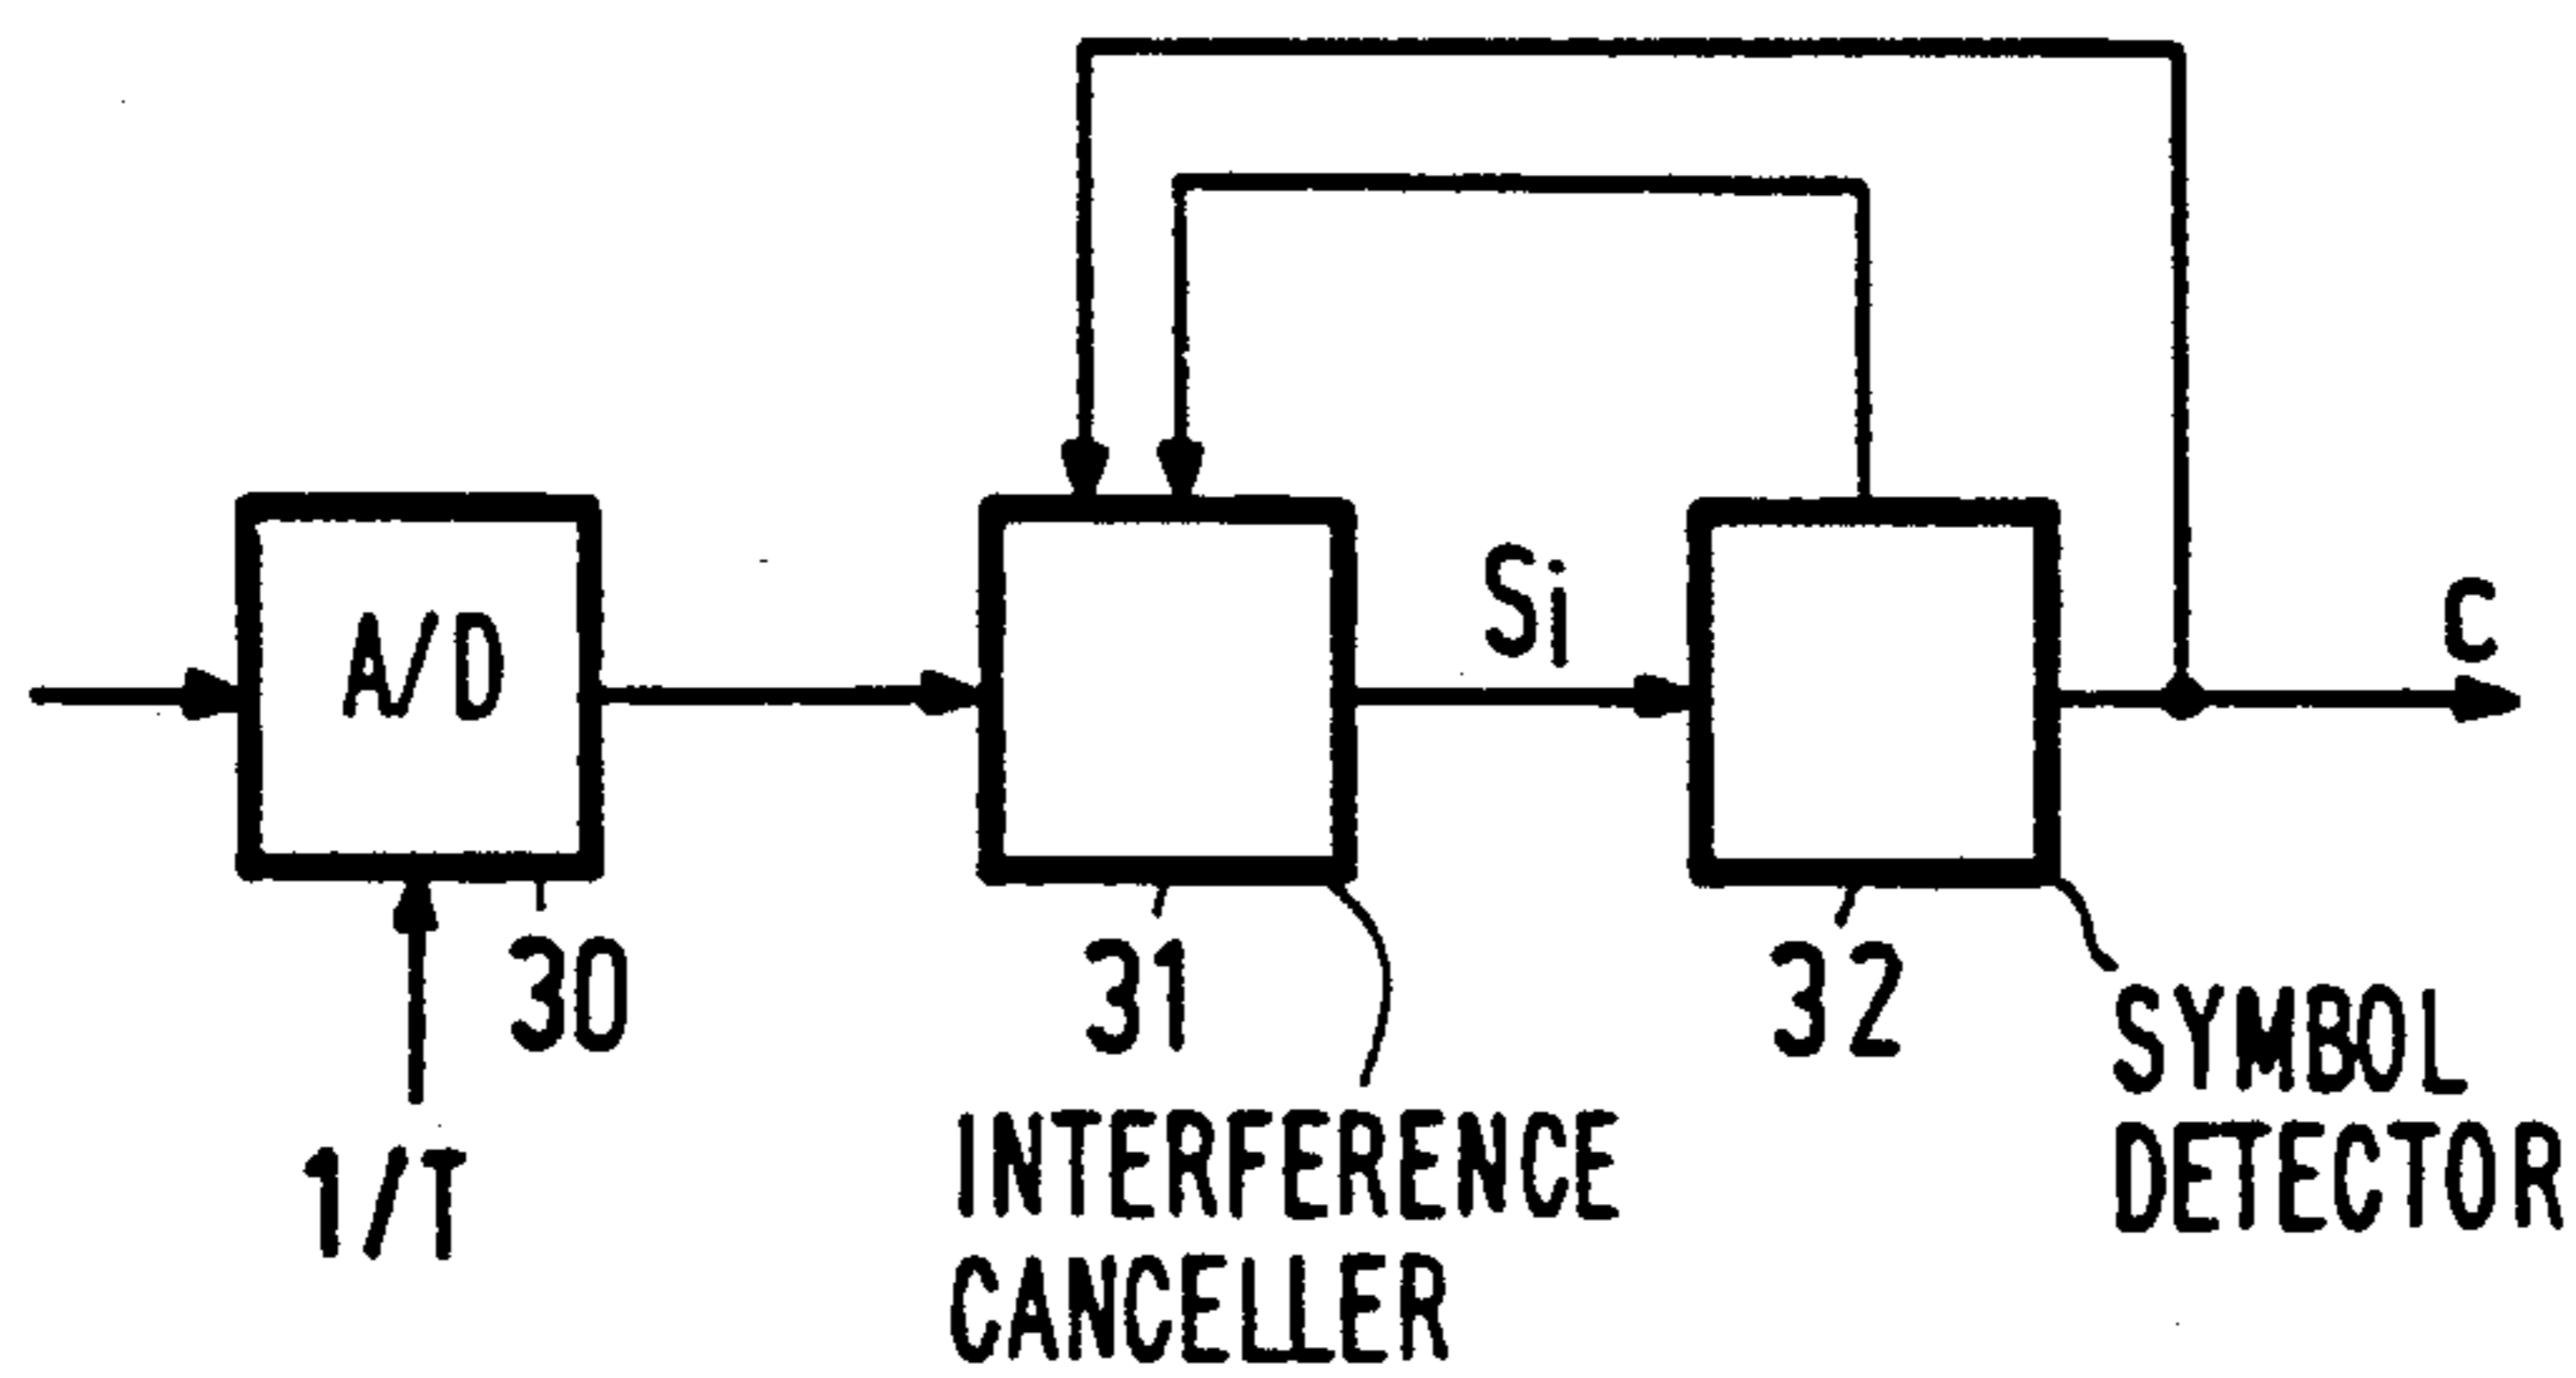 A/D
Si
C
30
31
32
1/T
INTERFERENCE
CANCELLER
SYMBOL
DETECTOR